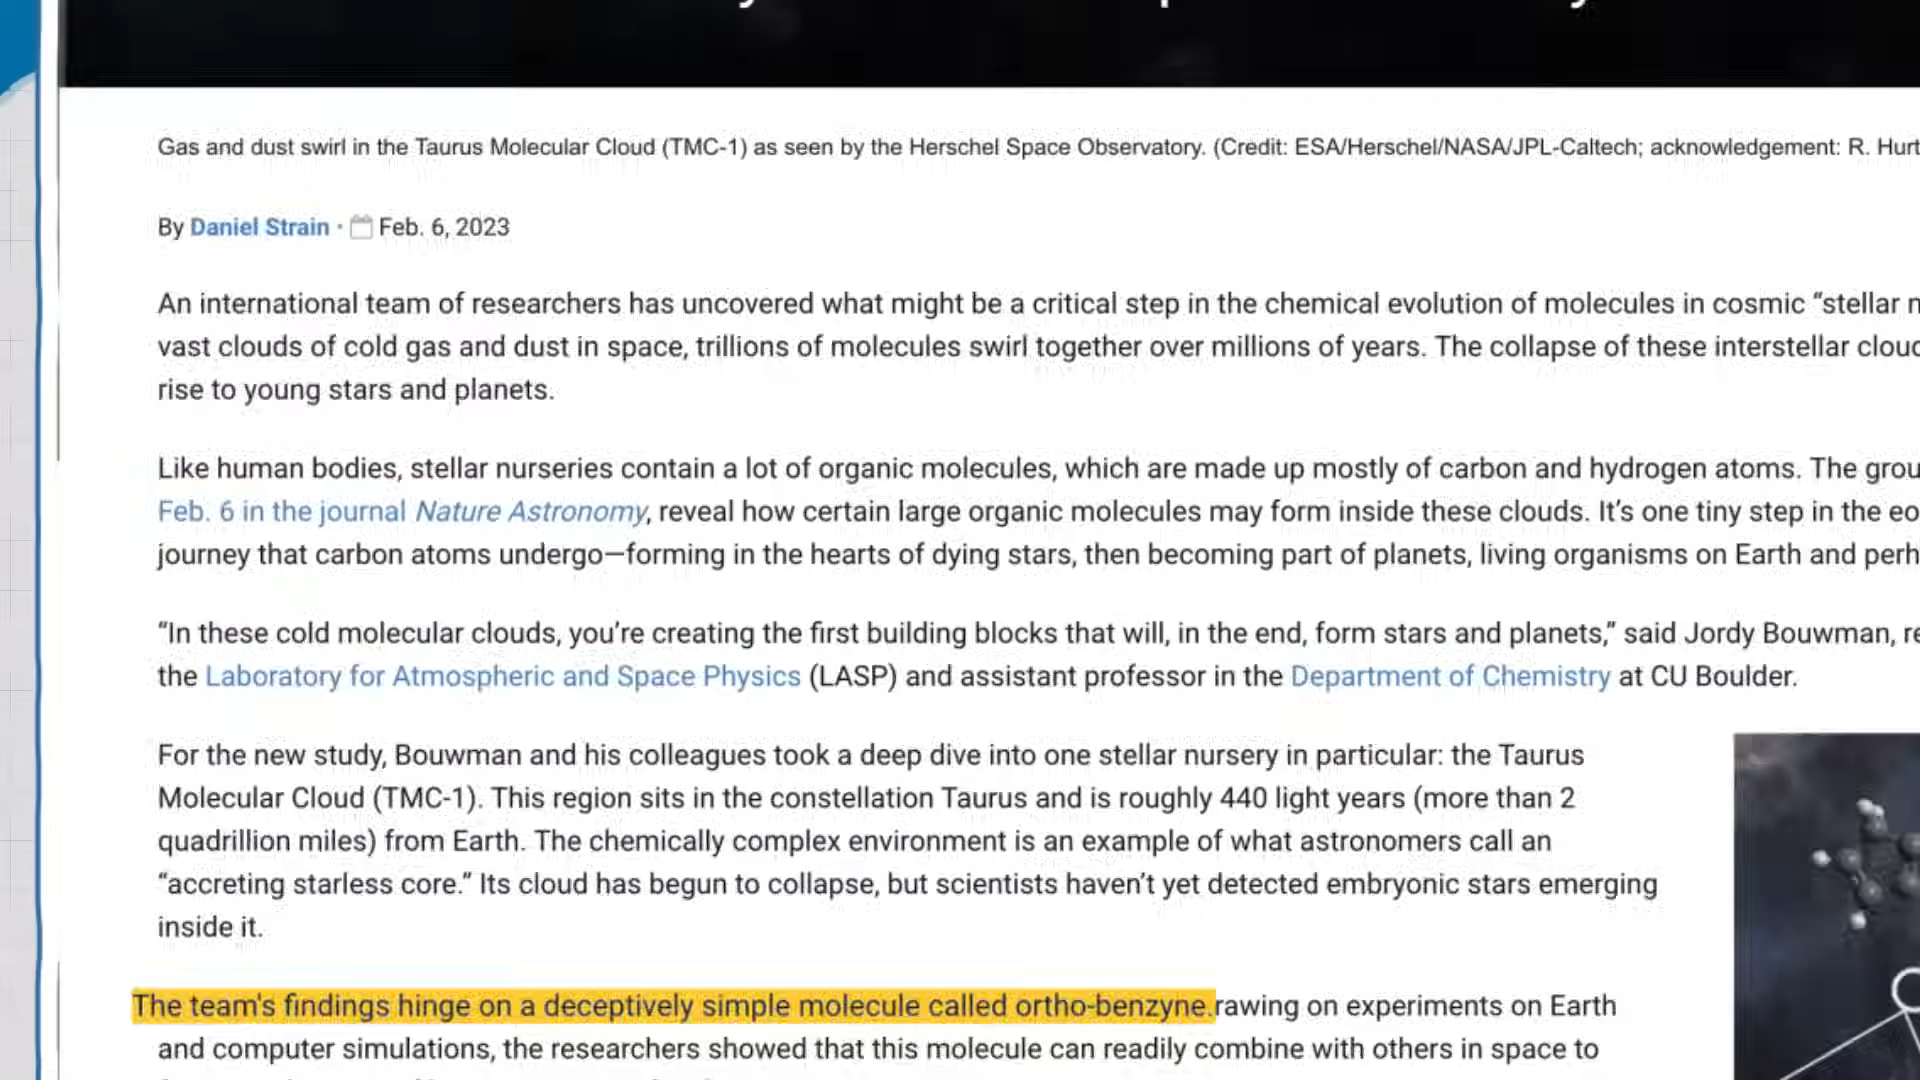 Gas and dust swirl in the Taurus Molecular Cloud (TMC-1) as seen by the Herschel Space Observatory. (Credit: ESA/Herschel/NASA/JPL-Caltech; acknowledgement: R. Hurt
By Daniel Strain · Feb. 6, 2023
An international team of researchers has uncovered what might be a critical step in the chemical evolution of molecules in cosmic “stellar
vast clouds of cold gas and dust in space, trillions of molecules swirl together over millions of years. The collapse of these interstellar
rise to young stars and planets.
Like human bodies, stellar nurseries contain a lot of organic molecules, which are made up mostly of carbon and hydrogen atoms. The
Feb. 6 in the journal Nature Astronomy, reveal how certain large organic molecules may form inside these clouds. It’s one tiny step in the
journey that carbon atoms undergo—forming in the hearts of dying stars, then becoming part of planets, living organisms on Earth and
“In these cold molecular clouds, you’re creating the first building blocks that will, in the end, form stars and planets,” said Jordy Bouwman,
the Laboratory for Atmospheric and Space Physics (LASP) and assistant professor in the Department of Chemistry at CU Boulder.
For the new study, Bouwman and his colleagues took a deep dive into one stellar nursery in particular: the Taurus
Molecular Cloud (TMC-1). This region sits in the constellation Taurus and is roughly 440 light years (more than 2
quadrillion miles) from Earth. The chemically complex environment is an example of what astronomers call an
“accreting starless core.” Its cloud has begun to collapse, but scientists haven’t yet detected embryonic stars emerging
inside it.
The team's findings hinge on a deceptively simple molecule called ortho-benzyne.rawing on experiments on Earth
and computer simulations, the researchers showed that this molecule can readily combine with others in space to